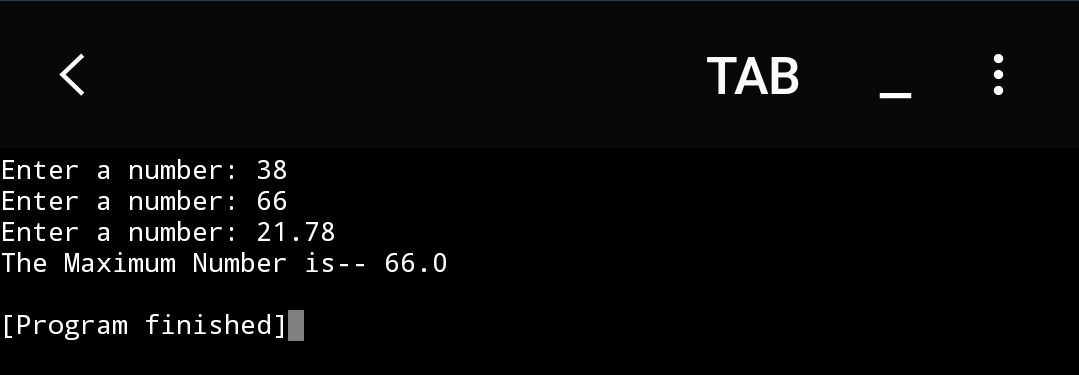 TAB _
Enter a number: 38
Enter a number: 66
Enter a number: 21.78
The Maximum Number is-- 66.0
[Program finished]